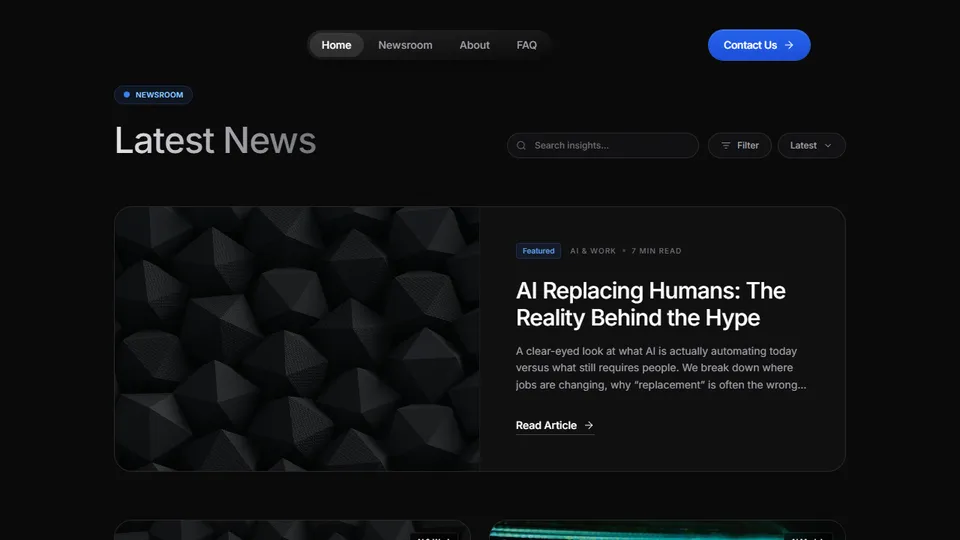 Home Newsroom About FAQ Contact Us
NEWSROOM
Latest News
Search insights... Filter Latest
Featured AI & WORK • 7 MIN READ
AI Replacing Humans: The
Reality Behind the Hype
A clear-eyed look at what AI is actually automating today
versus what still requires people. We break down where
jobs are changing, why “replacement” is often the wrong...
Read Article